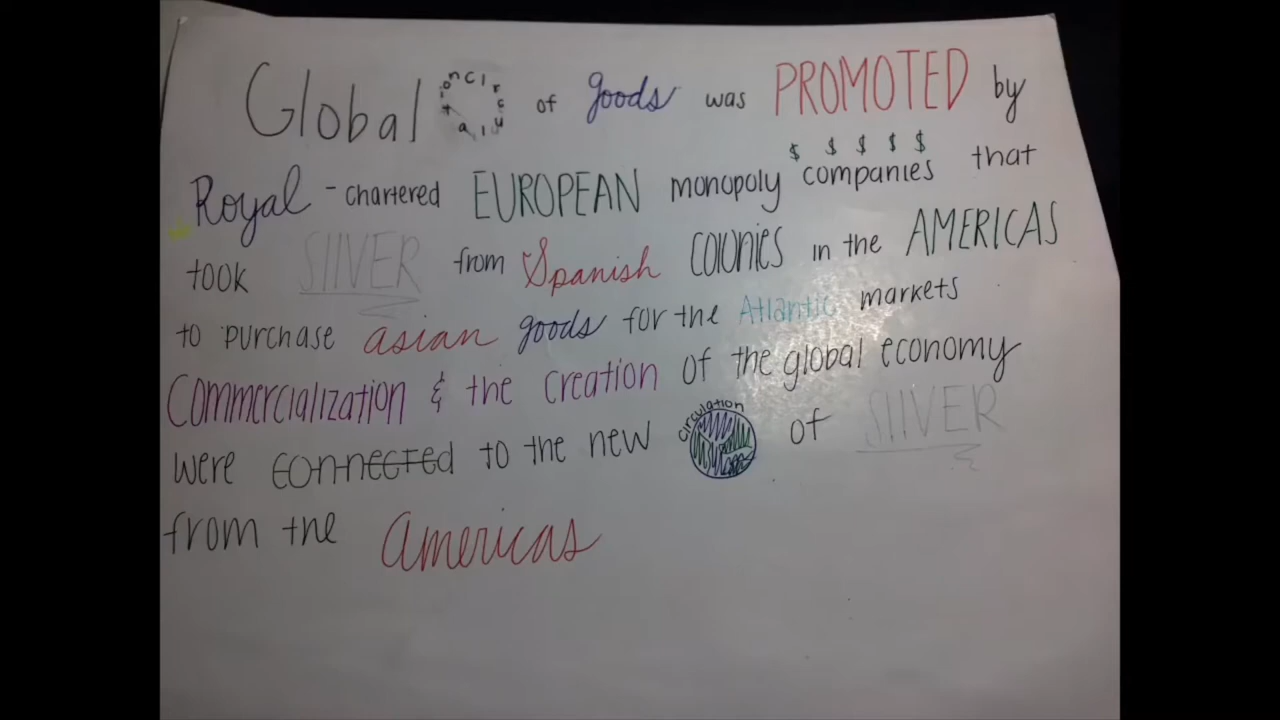 Global circulation of goods was PROMOTED by
$ $ $ $ $
Royal - chartered EUROPEAN monopoly companies that
took SIlVER from Spanish colonies in the AMERICAS
to purchase asian goods for the Atlantic markets
Commercialization & the creation of the global economy
were connected to the new circulation of SIlVER
from the americas